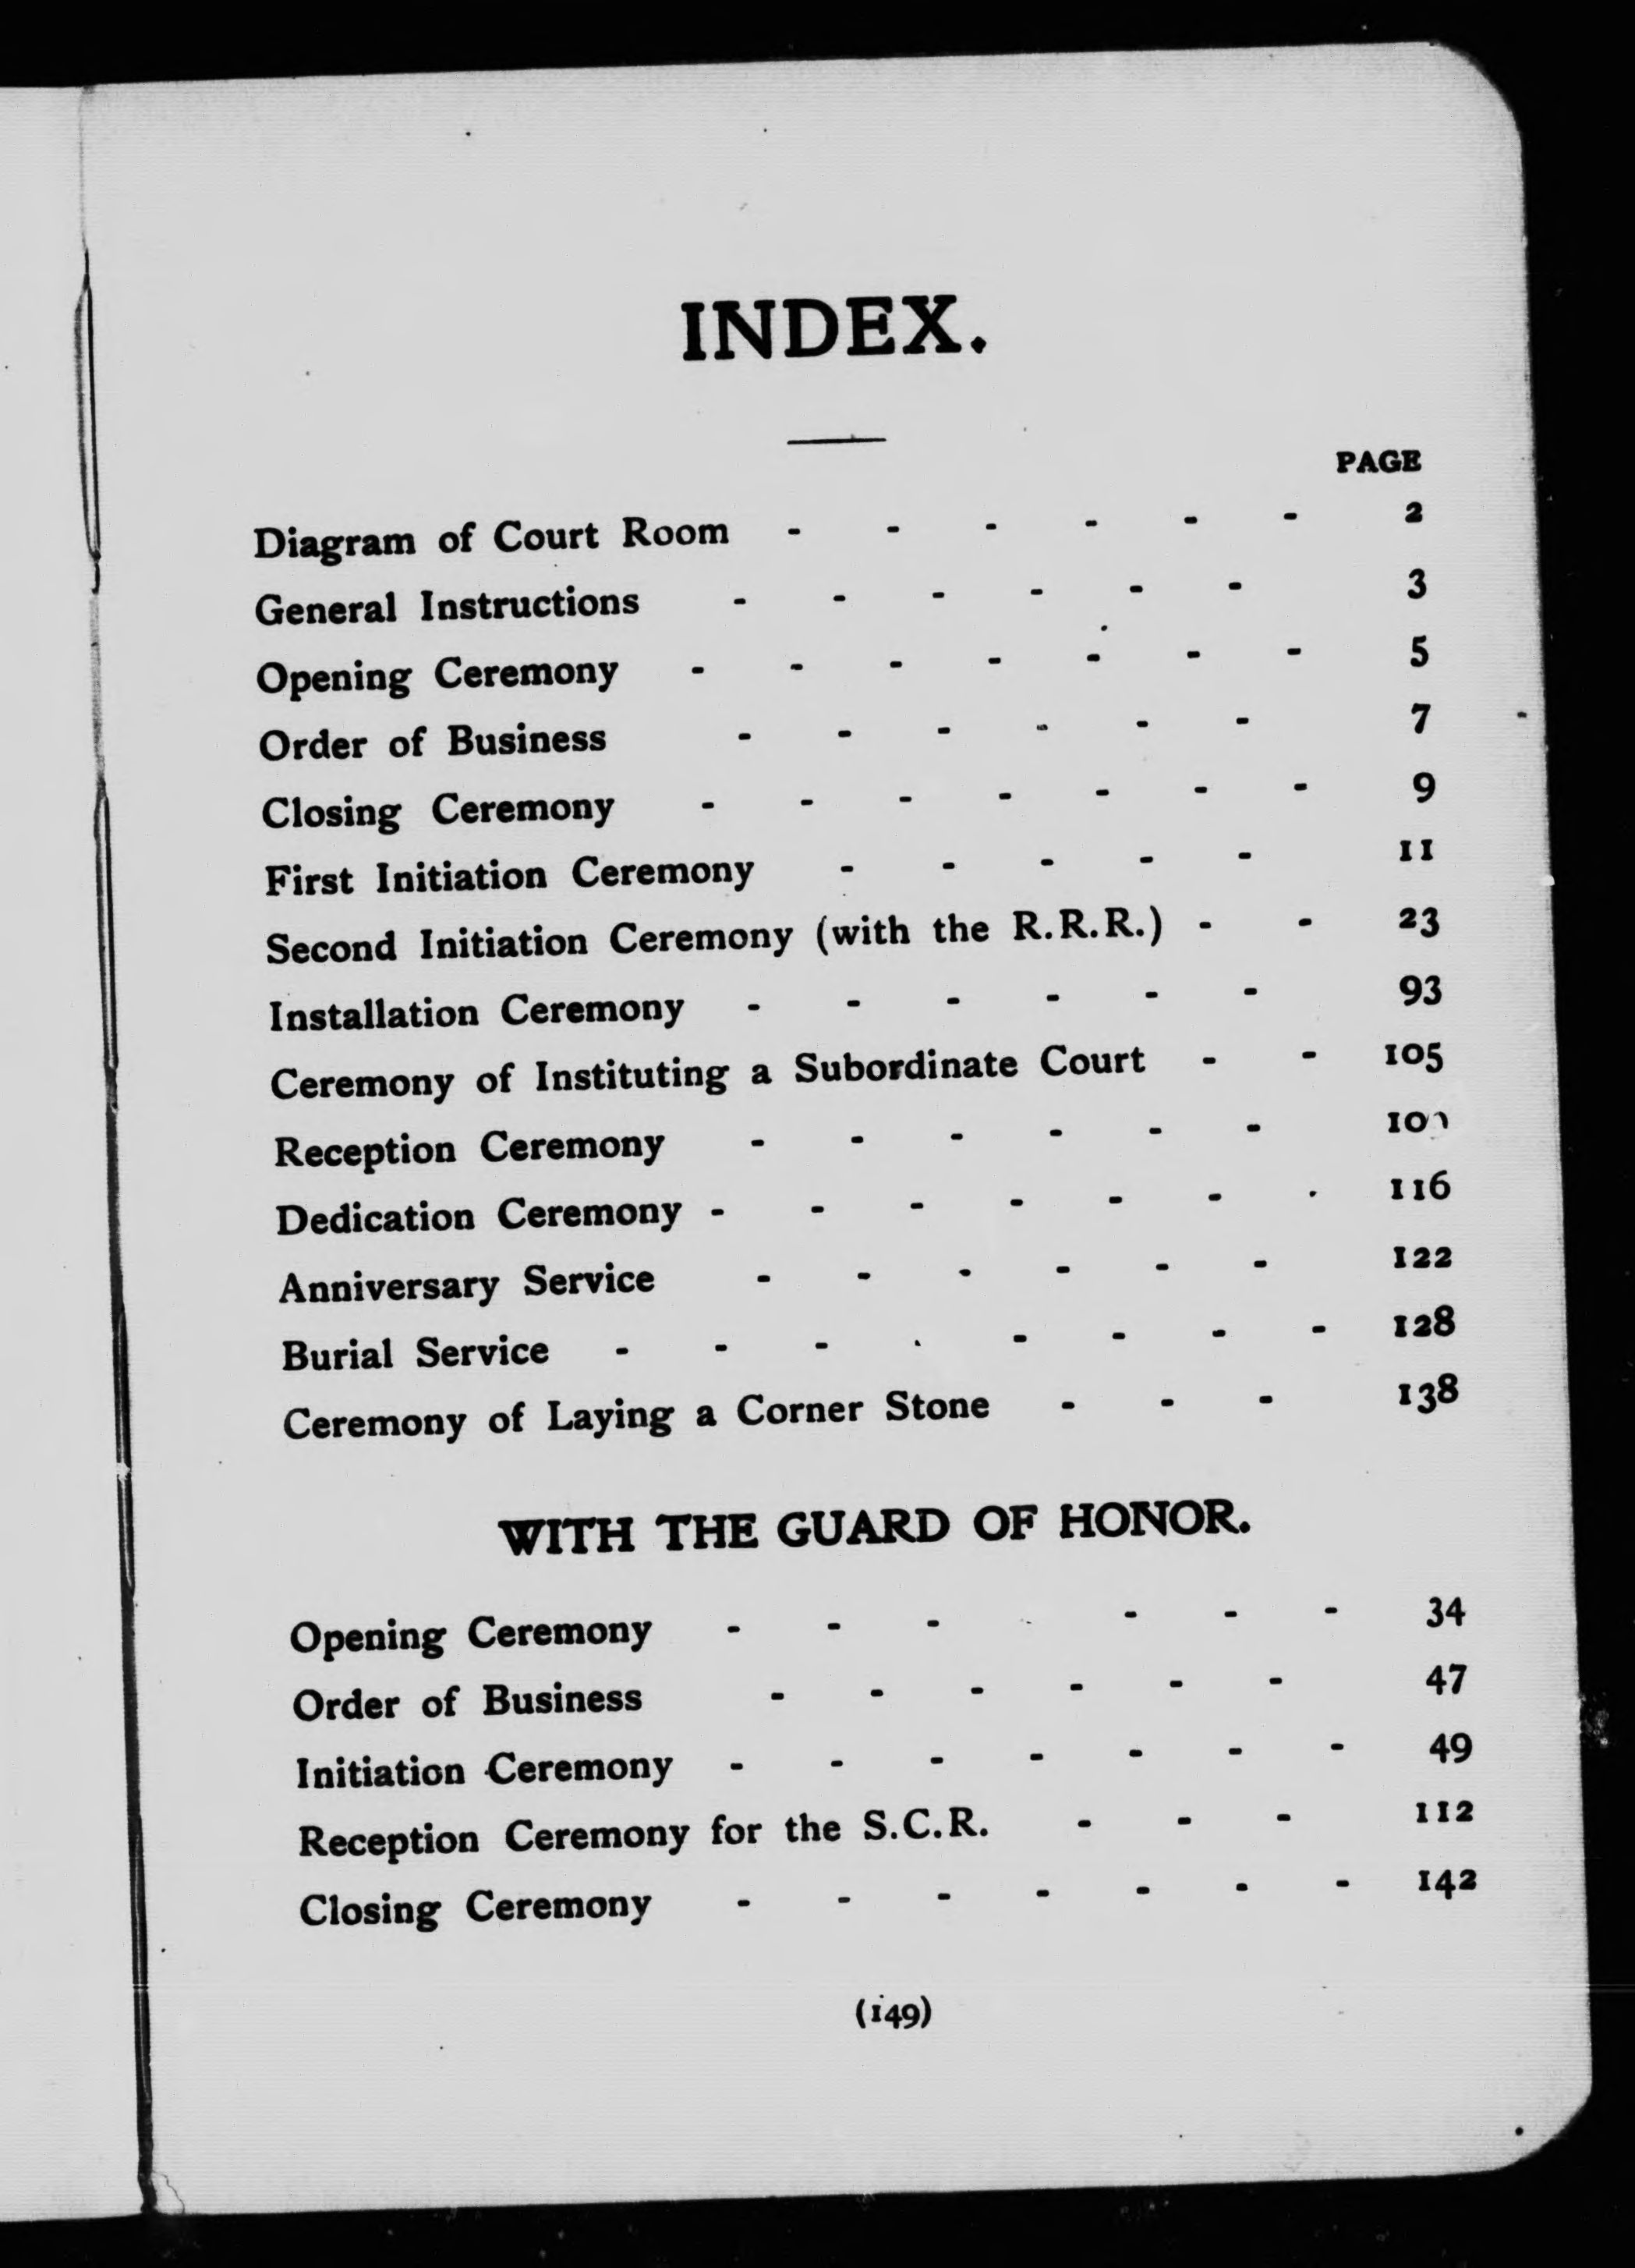 INDEX.
PAGE
Diagram of Court Room - - - - - - 2
General Instructions - - - - - - 3
Opening Ceremony - - - - - - - 5
Order of Business - - - - - - 7
Closing Ceremony - - - - - - - 9
First Initiation Ceremony - - - - - 11
Second Initiation Ceremony (with the R.R.R.) - - 23
Installation Ceremony - - - - - - 93
Ceremony of Instituting a Subordinate Court - - 105
Reception Ceremony - - - - - -
Dedication Ceremony - - - - - - - 116
Anniversary Service - - - - - - 122
Burial Service - - - - - - - - 128
Ceremony of Laying a Corner Stone - - - 138
WITH THE GUARD OF HONOR.
Opening Ceremony - - - - - - - 34
Order of Business - - - - - - 47
Initiation Ceremony - - - - - - - 49
Reception Ceremony for the S.C.R. - - - 112
Closing Ceremony - - - - - - - 142
(149)